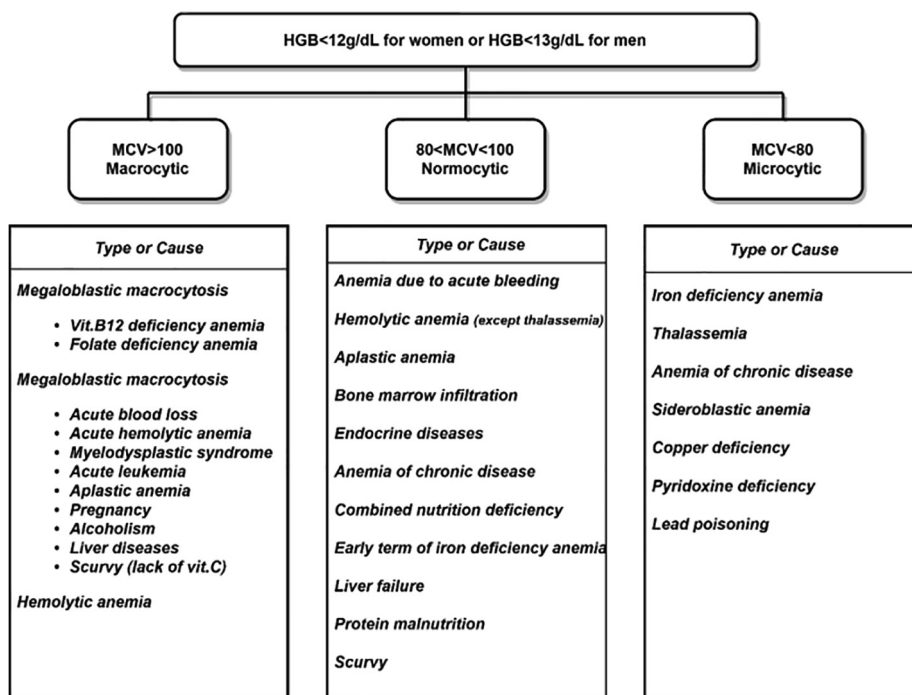 HGB<12g/dL for women or HGB<13g/dL for men
MCV>100
Macrocytic
80<MCV<100
Normocytic
MCV<80
Microcytic
Type or Cause
Megaloblastic macrocytosis
• Vit.B12 deficiency anemia
• Folate deficiency anemia
Megaloblastic macrocytosis
• Acute blood loss
• Acute hemolytic anemia
• Myelodysplastic syndrome
• Acute leukemia
• Aplastic anemia
• Pregnancy
• Alcoholism
• Liver diseases
• Scurvy (lack of vit.C)
Hemolytic anemia
Type or Cause
Anemia due to acute bleeding
Hemolytic anemia (except thalassemia)
Aplastic anemia
Bone marrow infiltration
Endocrine diseases
Anemia of chronic disease
Combined nutrition deficiency
Early term of iron deficiency anemia
Liver failure
Protein malnutrition
Scurvy
Type or Cause
Iron deficiency anemia
Thalassemia
Anemia of chronic disease
Sideroblastic anemia
Copper deficiency
Pyridoxine deficiency
Lead poisoning